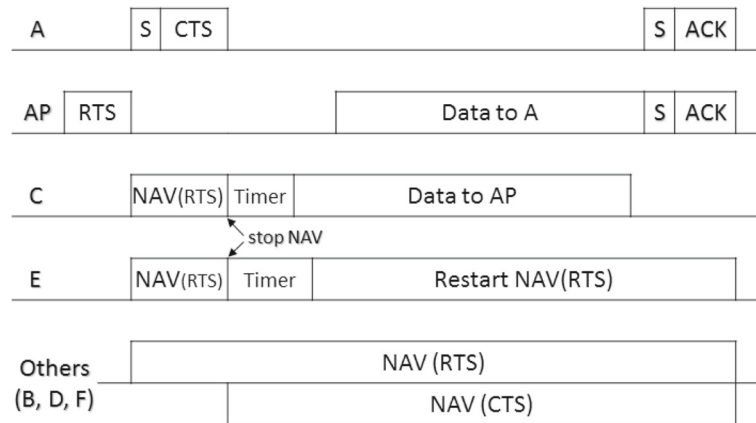 A S CTS S ACK
AP RTS Data to A S ACK
C NAV(RTS) Timer Data to AP
stop NAV
E NAV(RTS) Timer Restart NAV(RTS)
Others
(B, D, F)
NAV (RTS)
NAV (CTS)